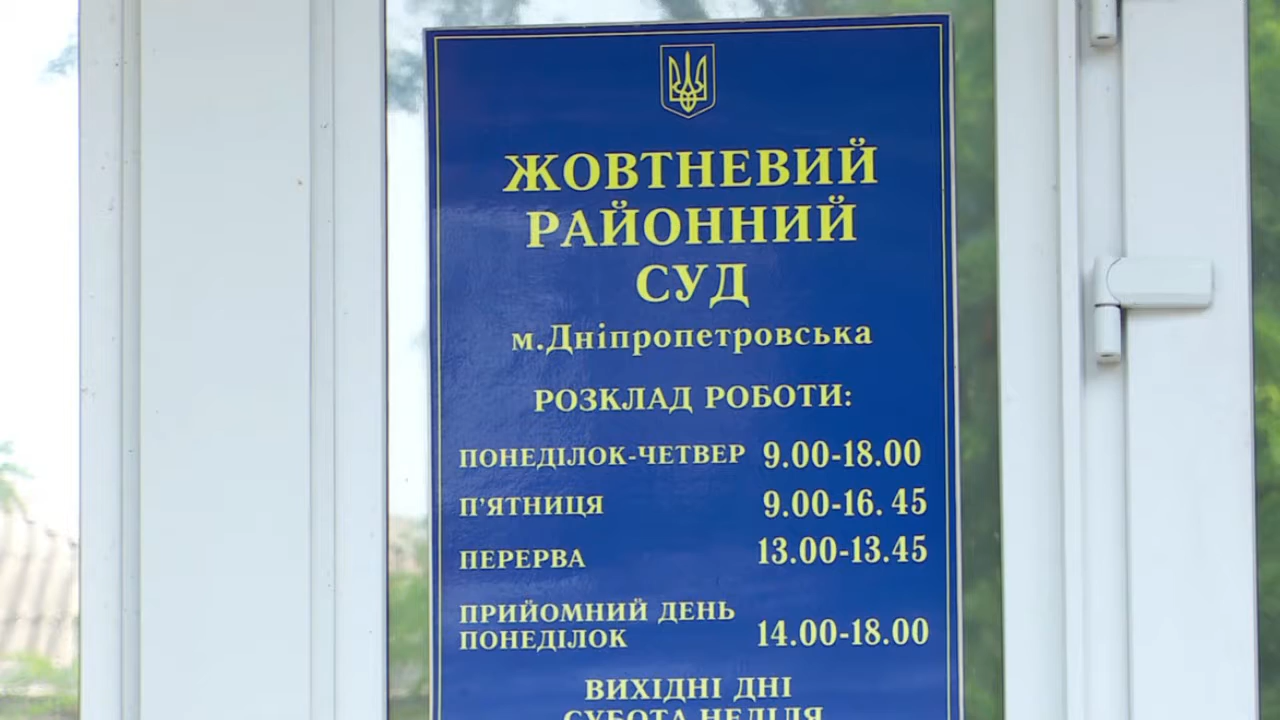 ЖОВТНЕВИЙ
РАЙОННИЙ
СУД
м.Дніпропетровська
РОЗКЛАД РОБОТИ:
ПОНЕДІЛОК-ЧЕТВЕР 9.00-18.00
П'ЯТНИЦЯ 9.00-16. 45
ПЕРЕРВА 13.00-13.45
ПРИЙОМНИЙ ДЕНЬ
ПОНЕДІЛОК 14.00-18.00
ВИХІДНІ ДНІ
СУБОТА НЕДІЛЯ